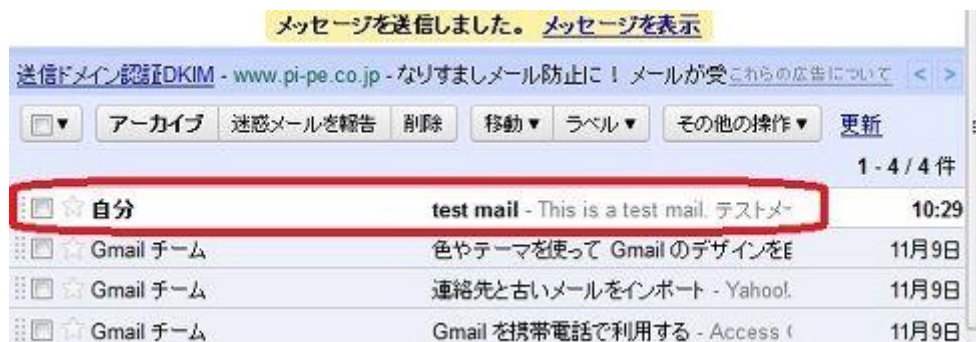 メッセージを送信しました。 メッセージを表示
送信ドメイン認証DKIM - www.pi-pe.co.jp - なりすましメール防止に！ メールが受 これらの広告について < >
アーカイブ 迷惑メールを報告 削除 移動▼ ラベル▼ その他の操作▼ 更新
1 - 4 / 4 件
自分 test mail - This is a test mail. テストメー 10:29
Gmail チーム 色やテーマを使って Gmail のデザインを自 11月9日
Gmail チーム 連絡先と古いメールをインポート - Yahoo!. 11月9日
Gmail チーム Gmail を携帯電話で利用する - Access 11月9日